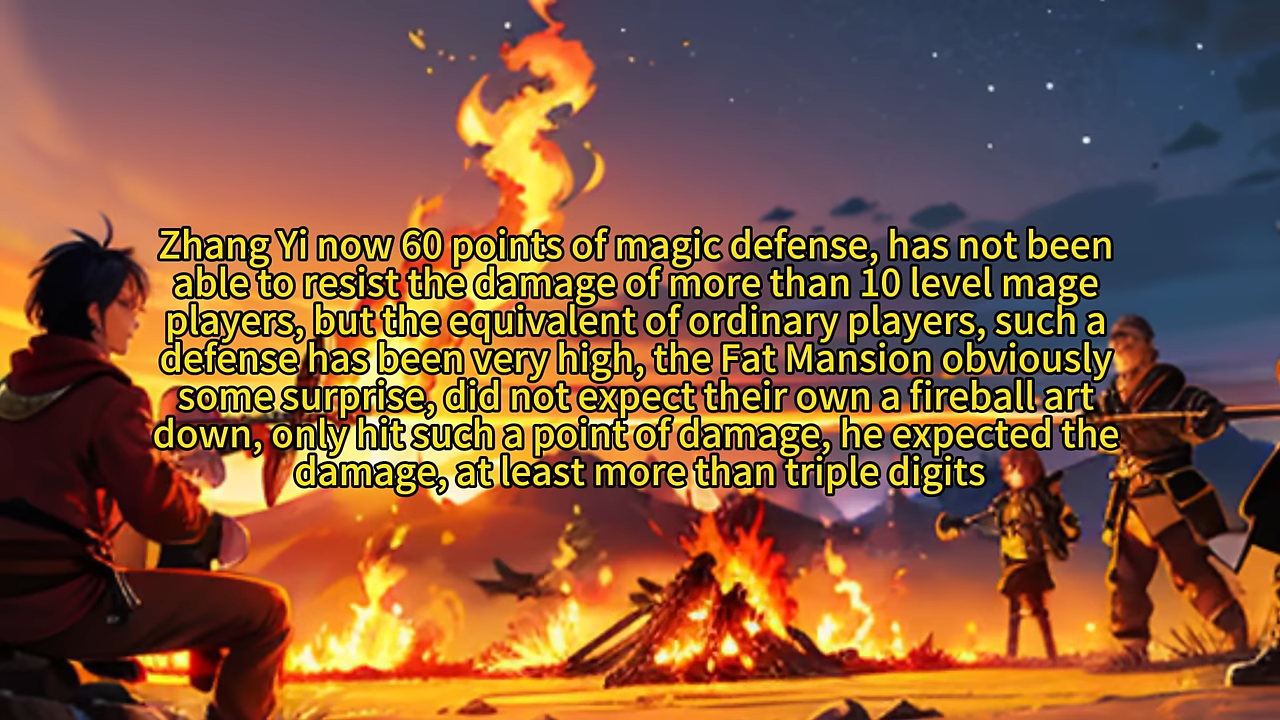 Zhang Yi now 60 points of magic defense, has not been
able to resist the damage of more than 10 level mage
players, but the equivalent of ordinary players, such a
defense has been very high, the Fat Mansion obviously
some surprise, did not expect their own a fireball art
down, only hit such a point of damage, he expected the
damage, at least more than triple digits